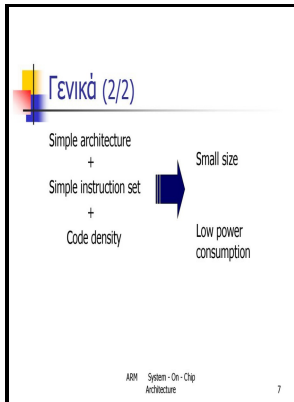 Γενικά (2/2)
Simple architecture
+
Simple instruction set
+
Code density
Small size
Low power
consumption
ARM System - On - Chip
Architecture
7